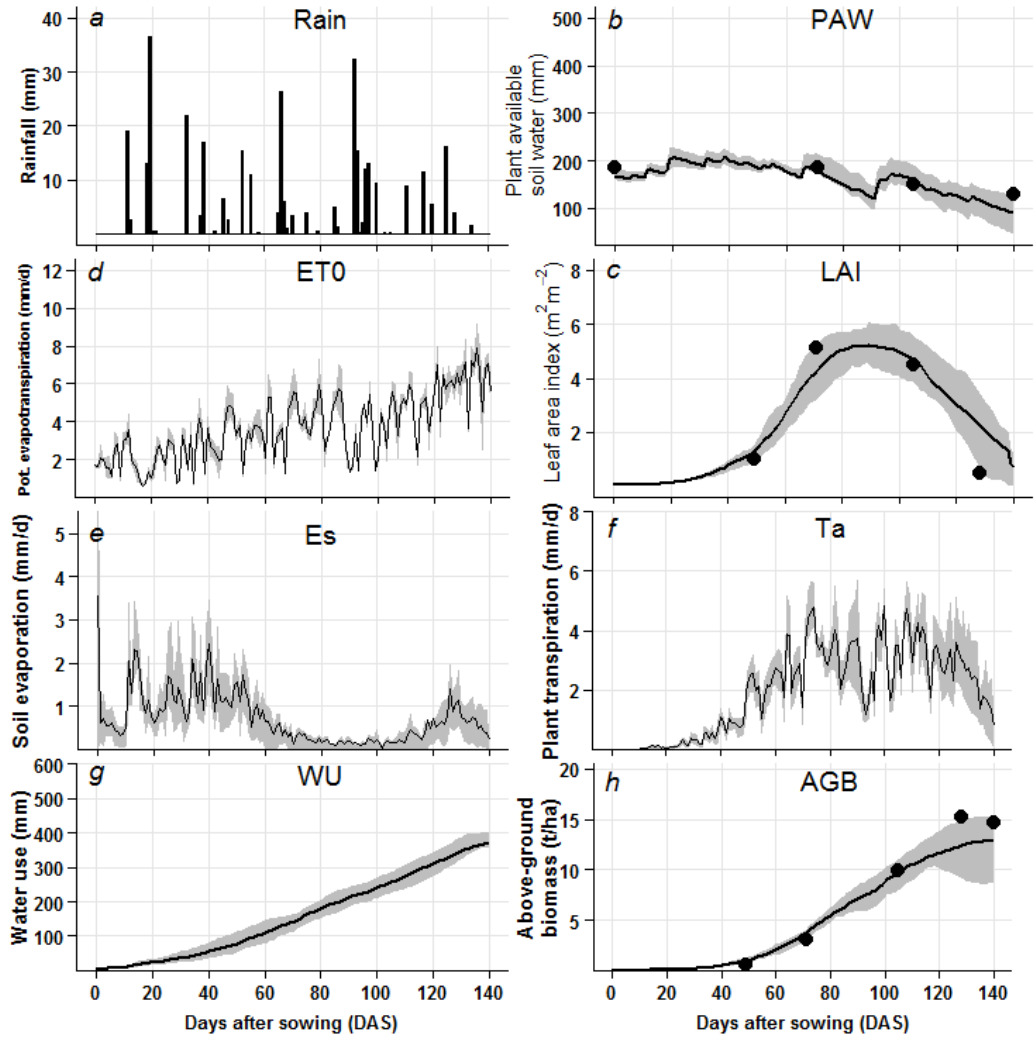 a
Rain
Rainfall (mm)
40
30
20
10
b
PAW
Plant available
soil water (mm)
500
400
300
200
100
d
ET0
Pot. evapotranspiration (mm/d)
12
10
8
6
4
2
c
LAI
Leaf area index (m² m⁻²)
8
6
4
2
e
Es
Soil evaporation (mm/d)
5
4
3
2
1
f
Ta
Plant transpiration (mm/d)
8
6
4
2
g
WU
Water use (mm)
600
500
400
300
200
100
0 20 40 60 80 100 120 140
Days after sowing (DAS)
h
AGB
Above-ground
biomass (t/ha)
20
15
10
5
0 20 40 60 80 100 120 140
Days after sowing (DAS)